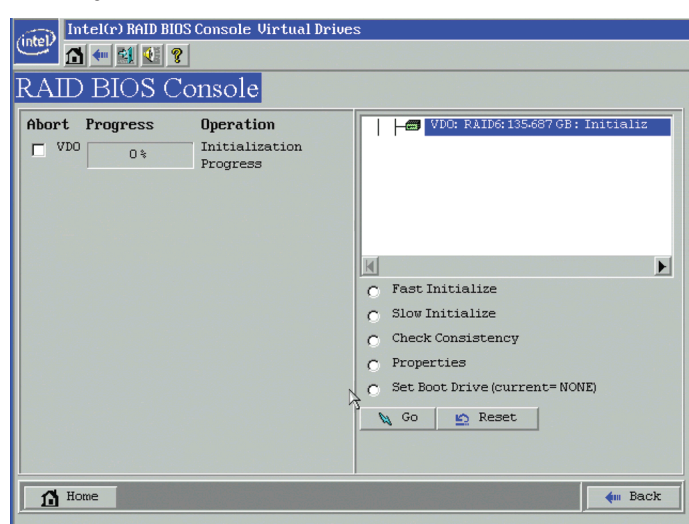 Intel(r) RAID BIOS Console Virtual Drives
intel
?
RAID BIOS Console
Abort Progress Operation
VD0 0% Initialization
Progress
VD0: RAID6: 135.687 GB: Initializ
Fast Initialize
Slow Initialize
Check Consistency
Properties
Set Boot Drive (current= NONE)
Go Reset
Home Back